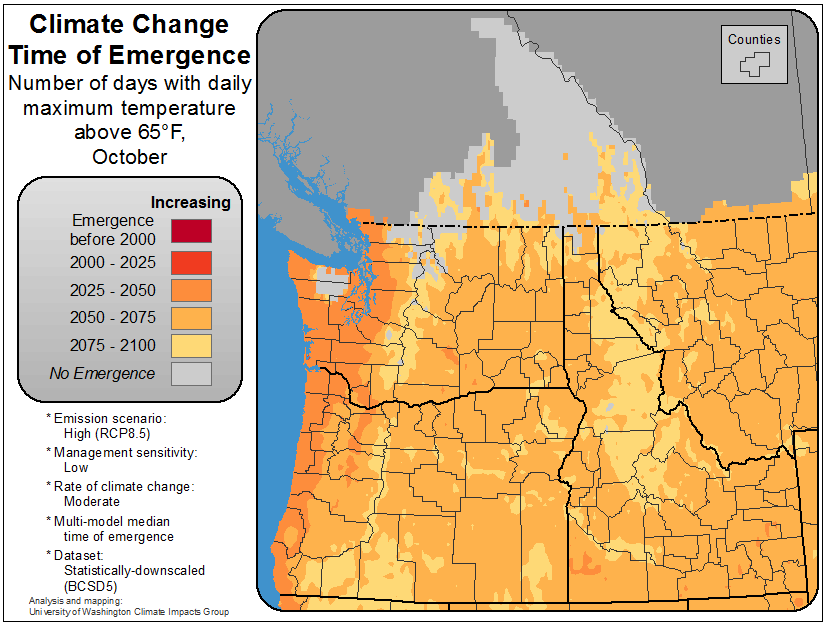 Climate Change
Time of Emergence
Number of days with daily
maximum temperature
above 65°F,
October
Increasing
Emergence
before 2000
2000 - 2025
2025 - 2050
2050 - 2075
2075 - 2100
No Emergence
* Emission scenario:
High (RCP8.5)
* Management sensitivity:
Low
* Rate of climate change:
Moderate
* Multi-model median
time of emergence
* Dataset:
Statistically-downscaled
(BCSD5)
Analysis and mapping:
University of Washington Climate Impacts Group
Counties